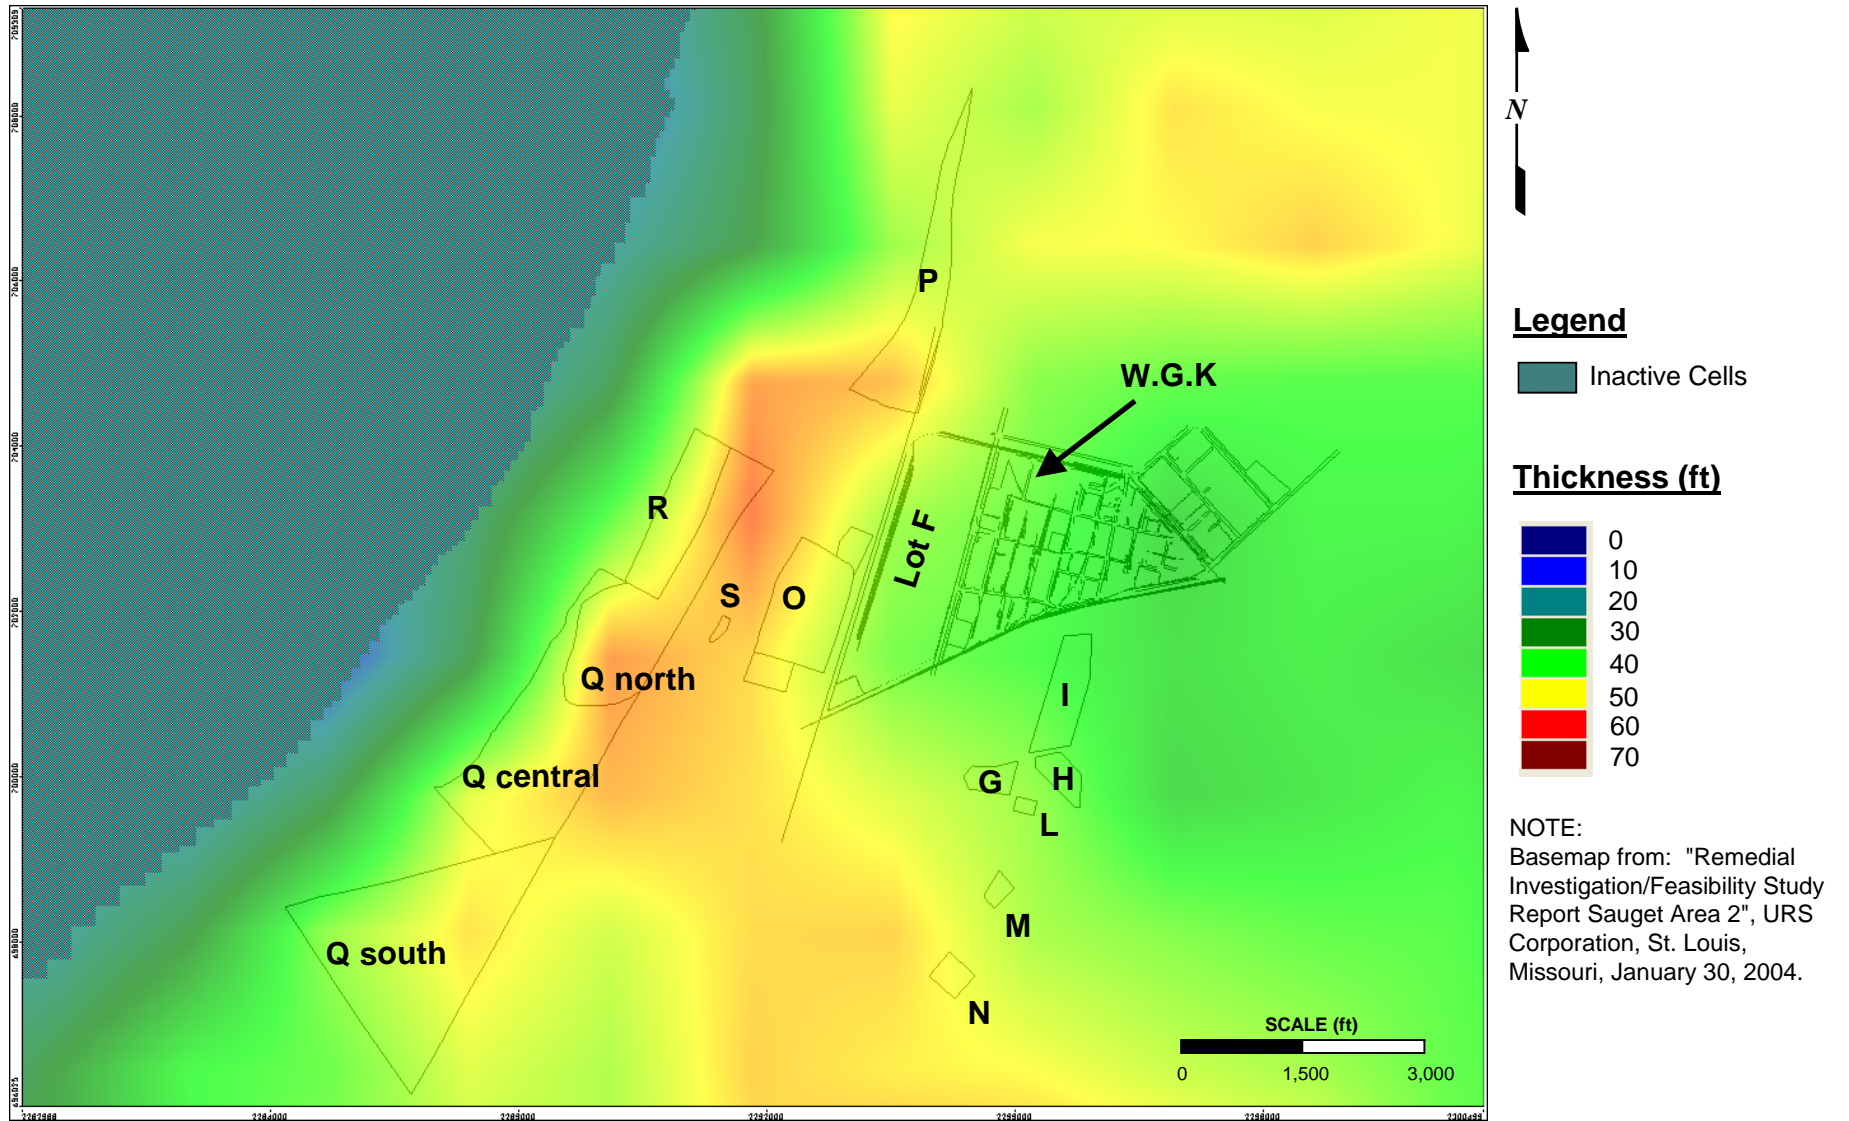 N
P
W.G.K
R
Lot F
S
O
Q north
I
Q central
G
H
L
M
Q south
N
SCALE (ft)
0 1,500 3,000
Legend
Inactive Cells
Thickness (ft)
0
10
20
30
40
50
60
70
NOTE:
Basemap from: "Remedial
Investigation/Feasibility Study
Report Sauget Area 2", URS
Corporation, St. Louis,
Missouri, January 30, 2004.